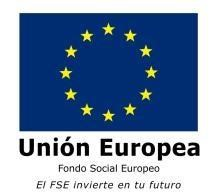 Unión Europea
Fondo Social Europeo
El FSE invierte en tu futuro